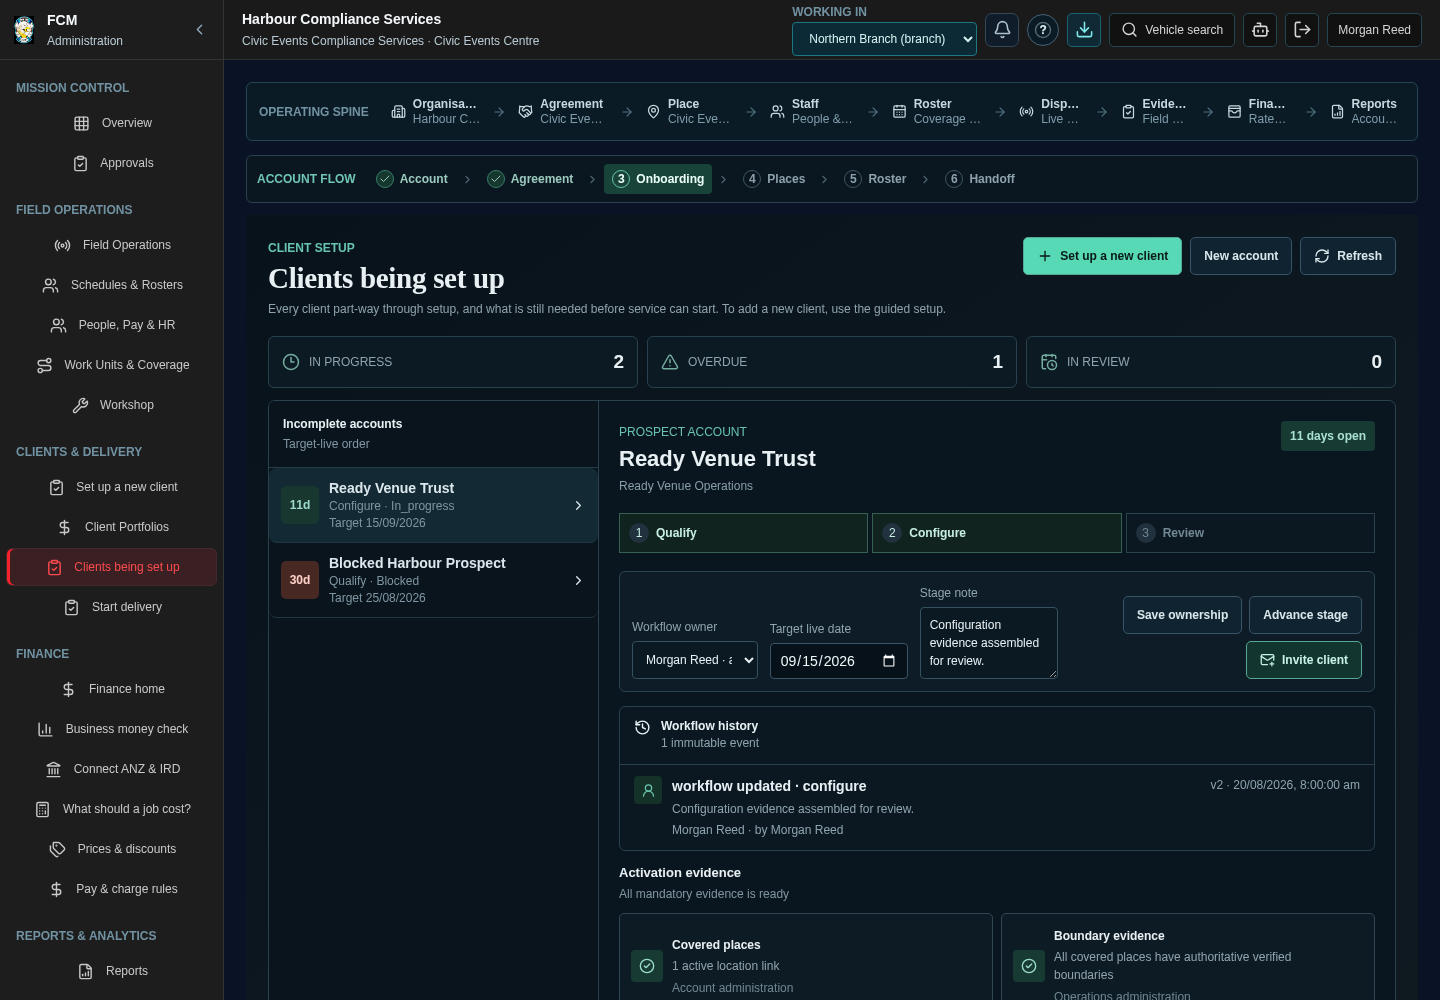 FCM
Administration
MISSION CONTROL
Overview
Approvals
FIELD OPERATIONS
Field Operations
Schedules & Rosters
People, Pay & HR
Work Units & Coverage
Workshop
CLIENTS & DELIVERY
Set up a new client
Client Portfolios
Clients being set up
Start delivery
FINANCE
Finance home
Business money check
Connect ANZ & IRD
What should a job cost?
Prices & discounts
Pay & charge rules
REPORTS & ANALYTICS
Reports
Harbour Compliance Services
Civic Events Compliance Services · Civic Events Centre
WORKING IN
Northern Branch (branch)
Vehicle search
Morgan Reed
OPERATING SPINE
Organisa…
Harbour C…
Agreement
Civic Eve…
Place
Civic Eve…
Staff
People &…
Roster
Coverage …
Disp…
Live …
Evide…
Field …
Fina…
Rate…
Reports
Accou…
ACCOUNT FLOW
Account
Agreement
3 Onboarding
4 Places
5 Roster
6 Handoff
CLIENT SETUP
Clients being set up
Every client part-way through setup, and what is still needed before service can start. To add a new client, use the guided setup.
Set up a new client
New account
Refresh
IN PROGRESS 2
OVERDUE 1
IN REVIEW 0
Incomplete accounts
Target-live order
11d
Ready Venue Trust
Configure · In_progress
Target 15/09/2026
30d
Blocked Harbour Prospect
Qualify · Blocked
Target 25/08/2026
PROSPECT ACCOUNT
Ready Venue Trust
Ready Venue Operations
11 days open
1 Qualify
2 Configure
3 Review
Workflow owner
Morgan Reed · a
Target live date
09/15/2026
Stage note
Configuration
evidence assembled
for review.
Save ownership
Advance stage
Invite client
Workflow history
1 immutable event
workflow updated · configure
v2 · 20/08/2026, 8:00:00 am
Configuration evidence assembled for review.
Morgan Reed · by Morgan Reed
Activation evidence
All mandatory evidence is ready
Covered places
1 active location link
Account administration
Boundary evidence
All covered places have authoritative verified
boundaries
Operations administration